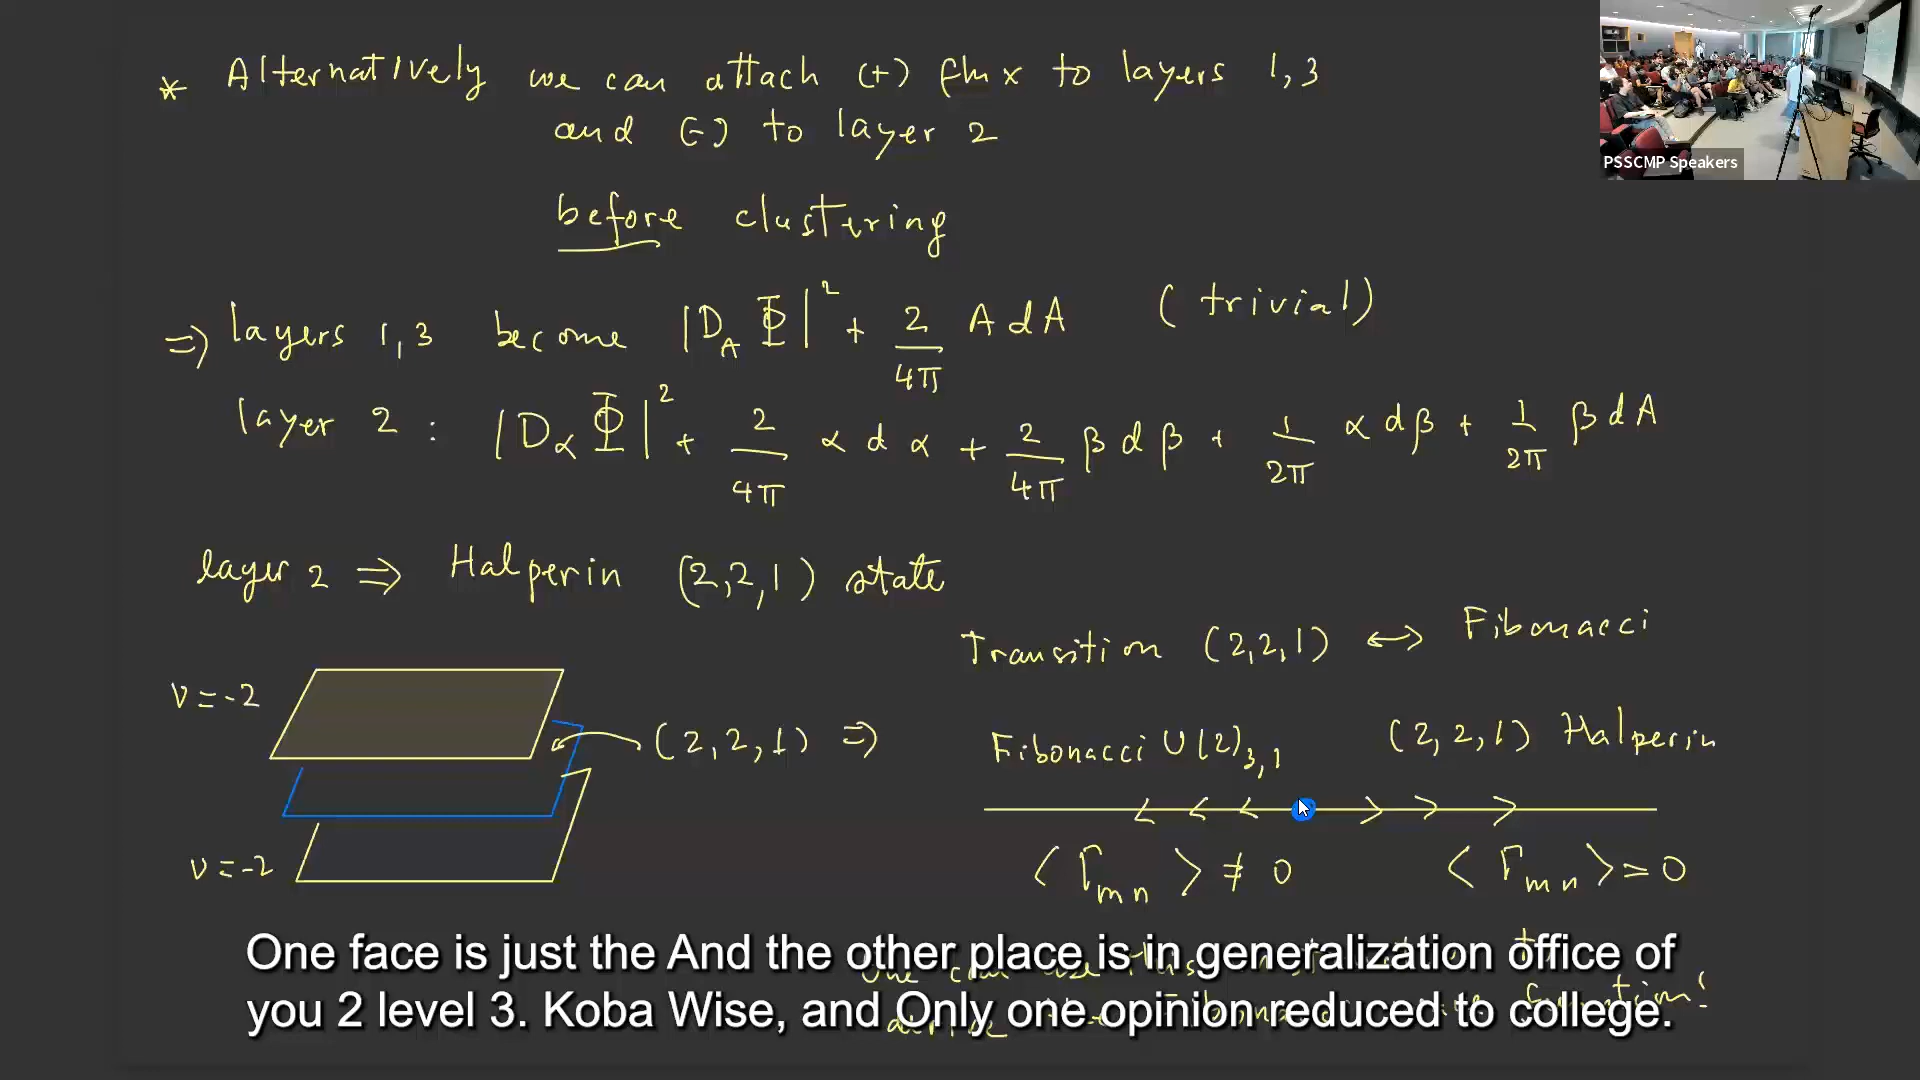 * Alternatively we can attach (+) flux to layers 1,3
and (-) to layer 2
before clustering
⇒ layers 1,3 become |D_A Φ|² + 2/4π A d A (trivial)
layer 2 : |D_α Φ|² + 2/4π α d α + 2/4π β d β + 1/2π α d β + 1/2π β d A
layer 2 ⇒ Halperin (2,2,1) state
Transition (2,2,1) ↔ Fibonacci
ν=-2
(2,2,1) ⇒
Fibonacci U(2)_{3,1}
(2,2,1) Halperin
ν=-2
⟨Γ_{mn}⟩ ≠ 0
⟨Γ_{mn}⟩ = 0
One face is just the And the other place is in generalization office of
you 2 level 3. Koba Wise, and Only one opinion reduced to college.
PSSCMP Speakers